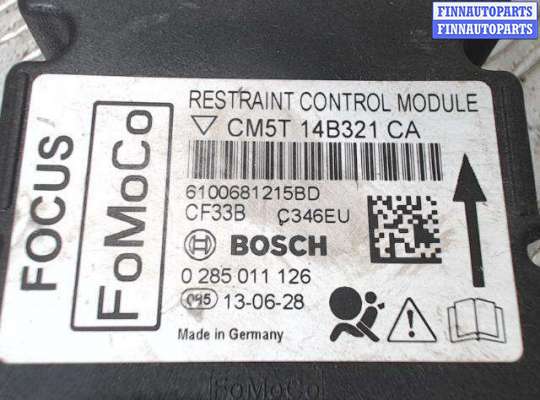 FINNAUTOPARTS
FINNAUTOPARTS
RESTRAINT CONTROL MODULE
CM5T 14B321 CA
6100681215BD
CF33B C346EU
BOSCH
0 285 011 126
045 13-06-28
Made in Germany
FOCUS
FoMoCo
FoMoCo